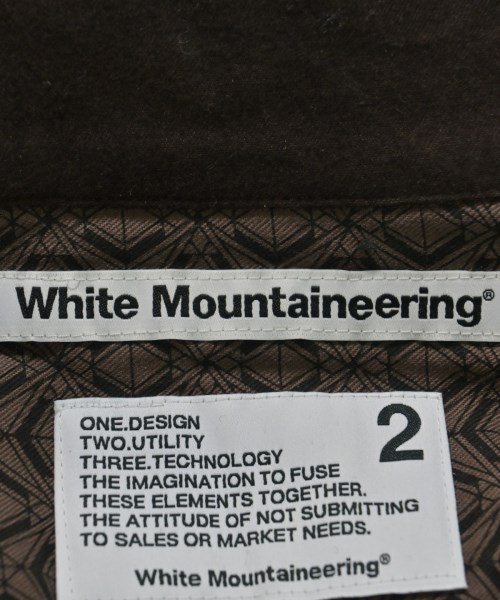 White Mountaineering®
2
ONE.DESIGN
TWO.UTILITY
THREE.TECHNOLOGY
THE IMAGINATION TO FUSE
THESE ELEMENTS TOGETHER.
THE ATTITUDE OF NOT SUBMITTING
TO SALES OR MARKET NEEDS.
White Mountaineering®